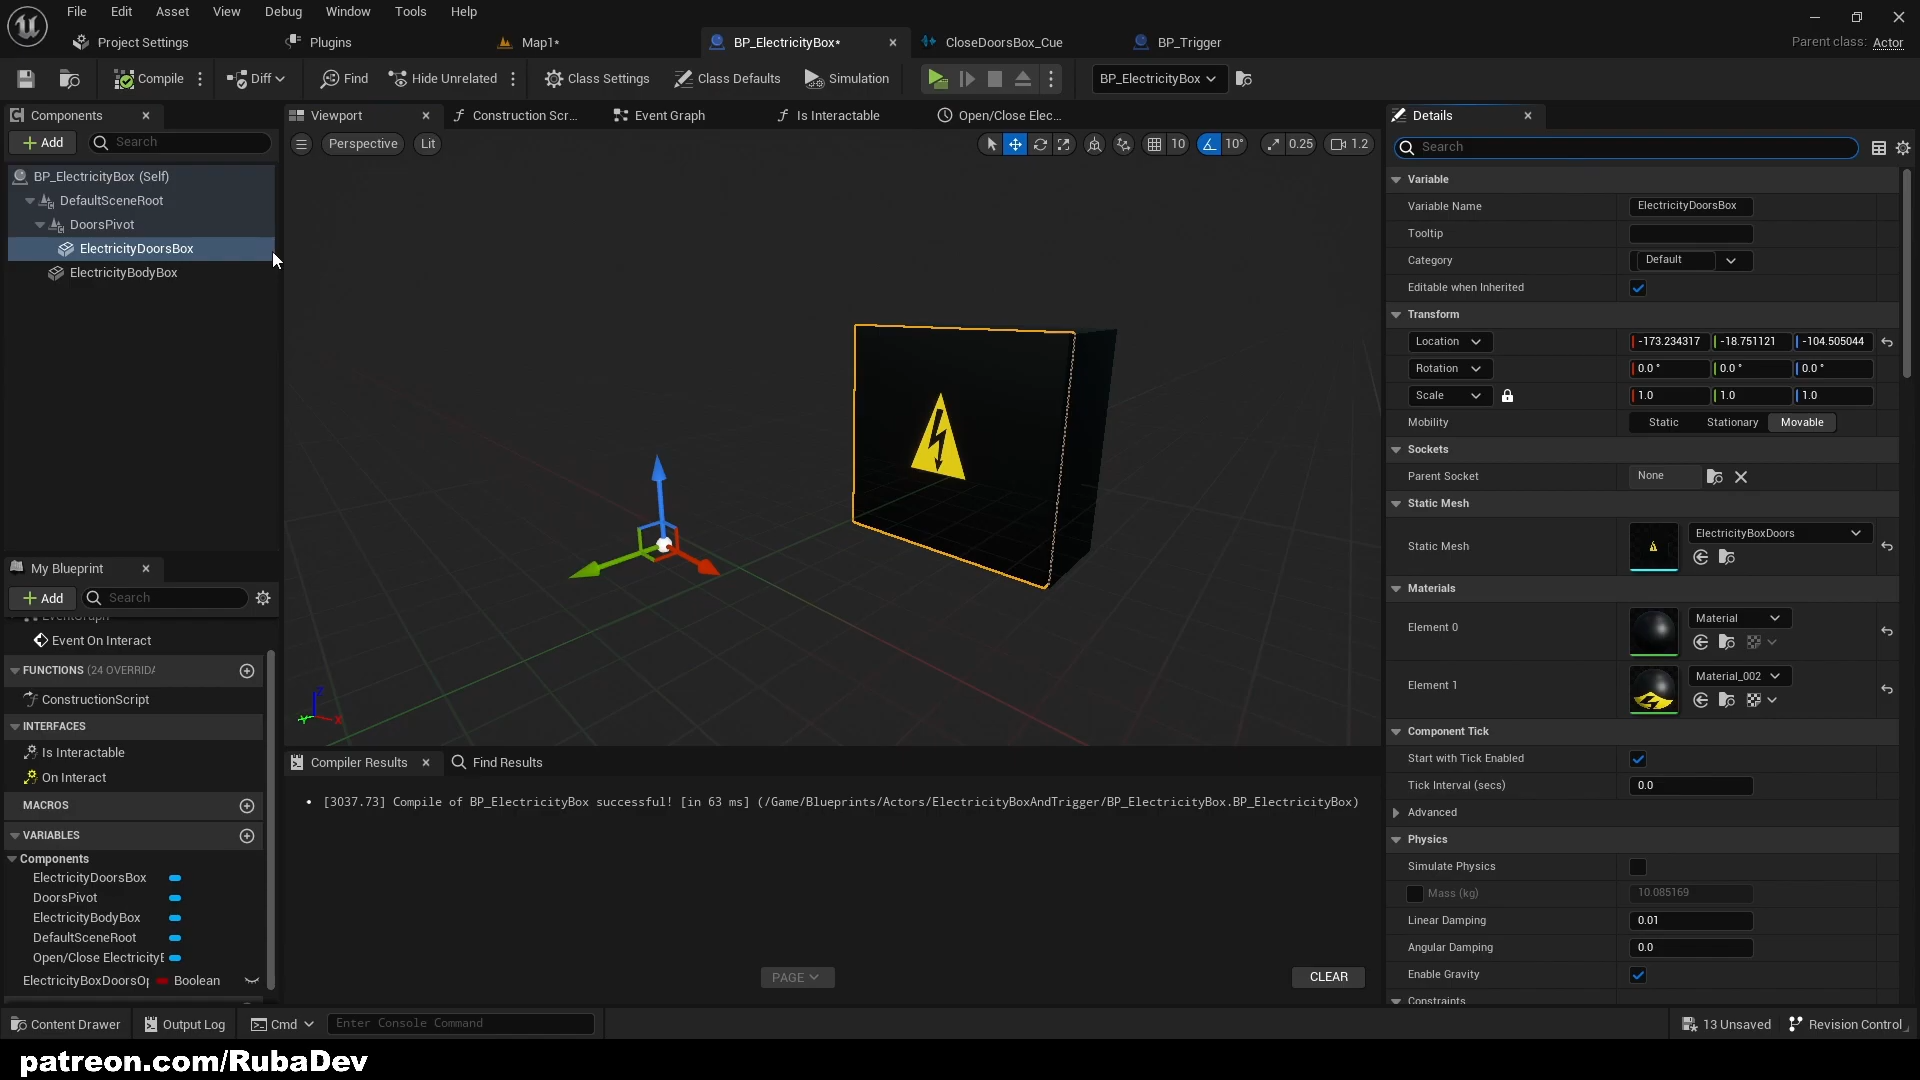 File Edit Asset View Debug Window Tools Help
Project Settings Plugins Map1* BP_ElectricityBox* CloseDoorsBox_Cue BP_Trigger Parent class: Actor
Compile Diff Find Hide Unrelated Class Settings Class Defaults Simulation BP_ElectricityBox
Components
Add Search
BP_ElectricityBox (Self)
DefaultSceneRoot
DoorsPivot
ElectricityDoorsBox
ElectricityBodyBox
My Blueprint
Add Search
EventGraph
Event On Interact
FUNCTIONS (24 OVERRIDA
ConstructionScript
INTERFACES
Is Interactable
On Interact
MACROS
VARIABLES
Components
ElectricityDoorsBox
DoorsPivot
ElectricityBodyBox
DefaultSceneRoot
Open/Close ElectricityE
ElectricityBoxDoorsOp Boolean
Viewport Construction Scr... Event Graph Is Interactable Open/Close Elec...
Perspective Lit 10 10° 0.25 1.2
Z
Y X
Compiler Results Find Results
• [3037.73] Compile of BP_ElectricityBox successful! [in 63 ms] (/Game/Blueprints/Actors/ElectricityBoxAndTrigger/BP_ElectricityBox.BP_ElectricityBox)
PAGE CLEAR
Details
Search
Variable
Variable Name ElectricityDoorsBox
Tooltip
Category Default
Editable when Inherited
Transform
Location -173.234317 -18.751121 -104.505044
Rotation 0.0 ° 0.0 ° 0.0 °
Scale 1.0 1.0 1.0
Mobility Static Stationary Movable
Sockets
Parent Socket None
Static Mesh
Static Mesh ElectricityBoxDoors
Materials
Element 0 Material
Element 1 Material_002
Component Tick
Start with Tick Enabled
Tick Interval (secs) 0.0
Advanced
Physics
Simulate Physics
Mass (kg) 10.085169
Linear Damping 0.01
Angular Damping 0.0
Enable Gravity
Constraints
Content Drawer Output Log Cmd Enter Console Command 13 Unsaved Revision Control
patreon.com/RubaDev